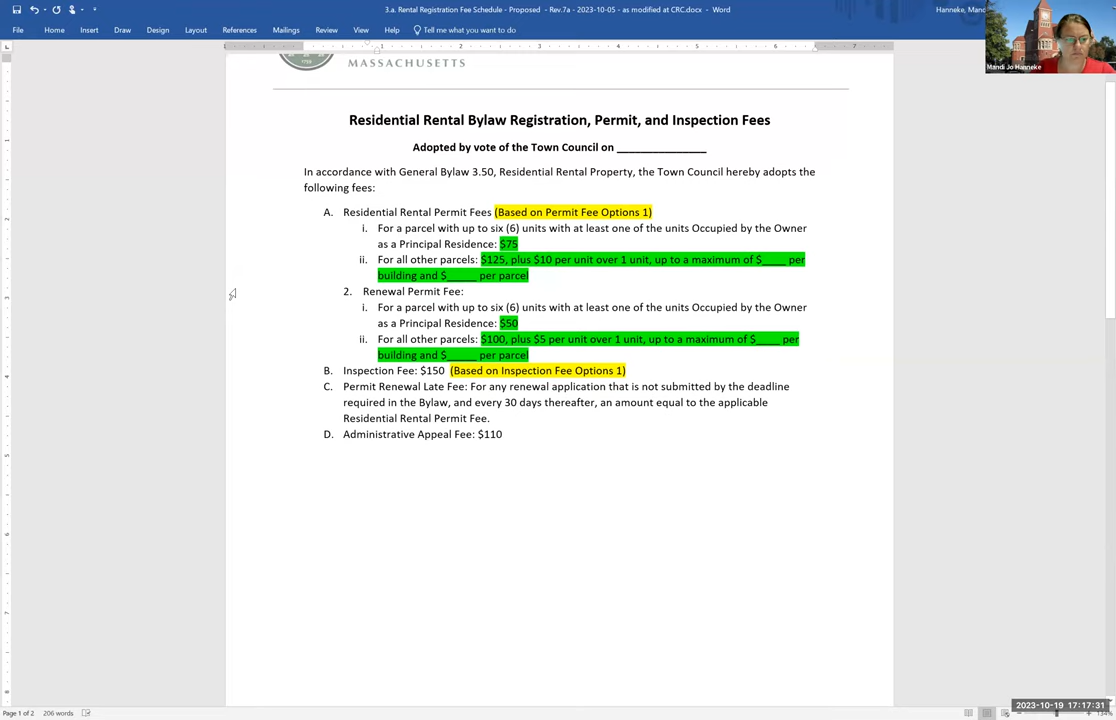 3.a. Rental Registration Fee Schedule - Proposed - Rev.7a - 2023-10-05 - as modified at CRC.docx - Word
Hanneke, Mand
File Home Insert Draw Design Layout References Mailings Review View Help Tell me what you want to do
Mandi Jo Hanneke
MASSACHUSETTS
Residential Rental Bylaw Registration, Permit, and Inspection Fees
Adopted by vote of the Town Council on _______________
In accordance with General Bylaw 3.50, Residential Rental Property, the Town Council hereby adopts the
following fees:
A. Residential Rental Permit Fees (Based on Permit Fee Options 1)
i. For a parcel with up to six (6) units with at least one of the units Occupied by the Owner
as a Principal Residence: $75
ii. For all other parcels: $125, plus $10 per unit over 1 unit, up to a maximum of $____ per
building and $_____ per parcel
2. Renewal Permit Fee:
i. For a parcel with up to six (6) units with at least one of the units Occupied by the Owner
as a Principal Residence: $50
ii. For all other parcels: $100, plus $5 per unit over 1 unit, up to a maximum of $____ per
building and $_____ per parcel
B. Inspection Fee: $150 (Based on Inspection Fee Options 1)
C. Permit Renewal Late Fee: For any renewal application that is not submitted by the deadline
required in the Bylaw, and every 30 days thereafter, an amount equal to the applicable
Residential Rental Permit Fee.
D. Administrative Appeal Fee: $110
Page 1 of 2 206 words
2023-10-19 17:17:31